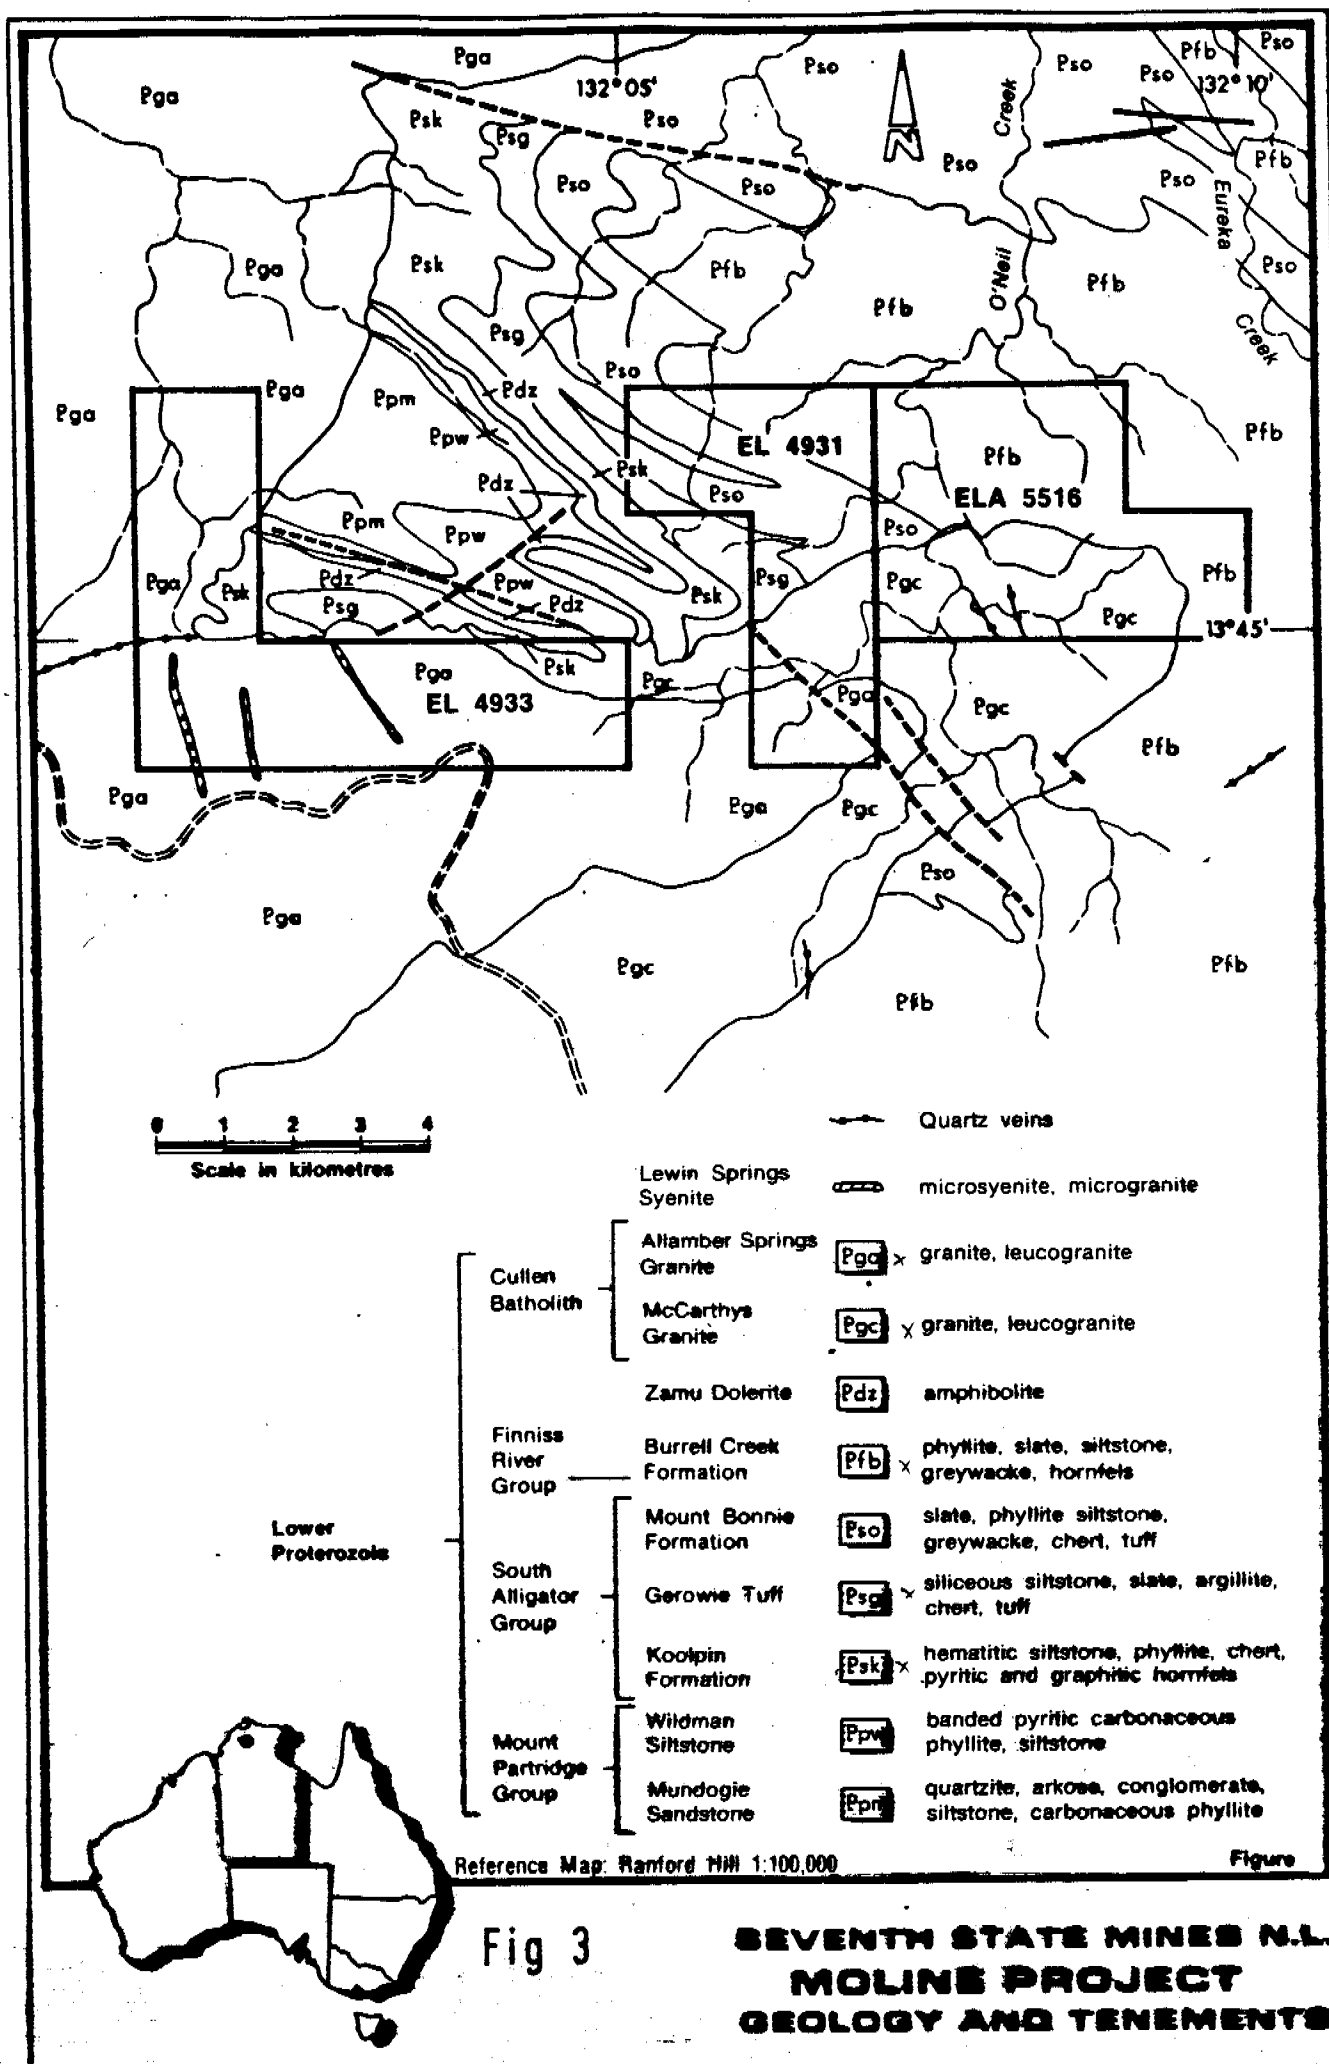 Pga
132° 05'
Pso
Pso
Pfb
Pso
Pso
132° 10'
Pga
Psk
Psg
Pso
Creek
Pso
Pfb
Pso
Pso
Pso
Eureka
Pga
Psk
Pfb
O'Neil
Pfb
Pso
Pfb
Creek
Psg
Pso
Pga
Pga
Ppm
Pdz
Ppw
EL 4931
Pfb
Pfb
Psk
Pdz
Pso
ELA 5516
Ppm
Ppw
Pso
Pga
Psk
Pdz
Ppw
Psg
Pgc
Pfb
Psg
Pdz
Psk
Pgc
13°45'
Pga
Psk
Pgc
Pga
EL 4933
Pgc
Pfb
Pga
Pga
Pgc
Pso
Pga
Pgc
Pfb
Pfb
N
0 1 2 3 4
Scale in kilometres
Quartz veins
Lewin Springs
Syenite
microsyenite, microgranite
Cullen
Batholith
Allamber Springs
Granite
Pga x granite, leucogranite
McCarthys
Granite
Pgc x granite, leucogranite
Zamu Dolerite Pdz amphibolite
Finniss
River
Group
Burrell Creek
Formation
Pfb x
phyllite, slate, siltstone,
greywacke, hornfels
Lower
Proterozoic
South
Alligator
Group
Mount Bonnie
Formation
Pso
slate, phyllite siltstone,
greywacke, chert, tuff
Gerowie Tuff
Psg x
siliceous siltstone, slate, argillite,
chert, tuff
Koolpin
Formation
Psk x
hematitic siltstone, phyllite, chert,
pyritic and graphitic hornfels
Mount
Partridge
Group
Wildman
Siltstone
Ppw
banded pyritic carbonaceous
phyllite, siltstone
Mundogie
Sandstone
Ppm
quartzite, arkose, conglomerate,
siltstone, carbonaceous phyllite
Reference Map: Ranford Hill 1:100,000
Figure
Fig 3
SEVENTH STATE MINES N.L.
MOLINE PROJECT
GEOLOGY AND TENEMENTS